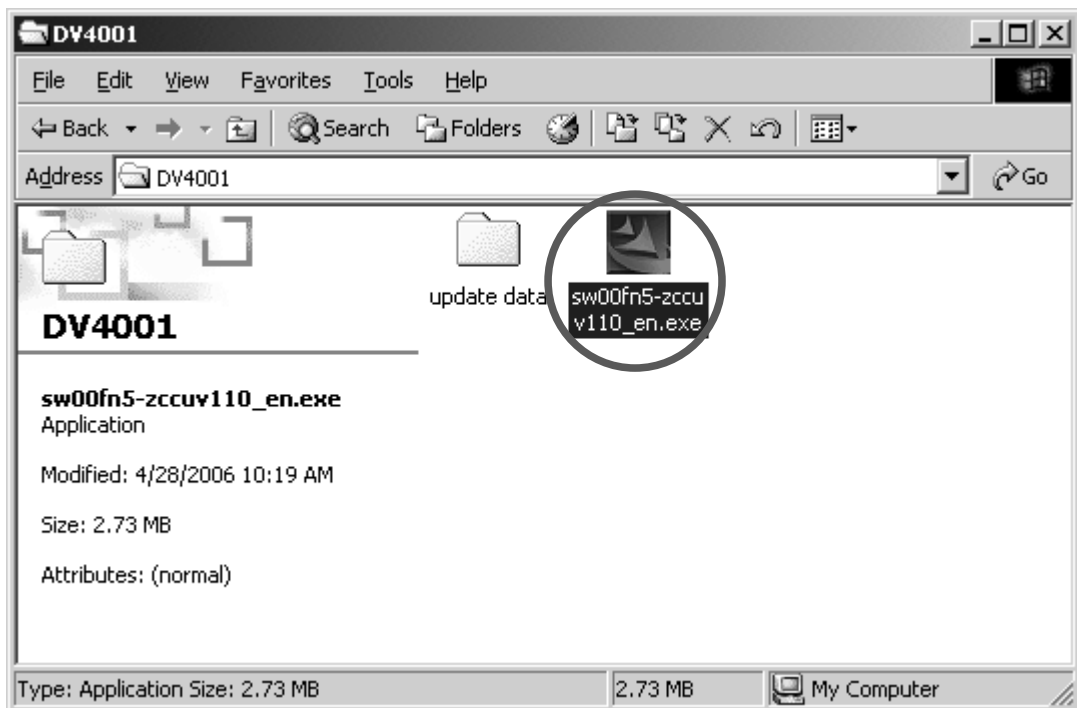 DV4001
File Edit View Favorites Tools Help
Back Search Folders
Address DV4001 Go
update data
sw00fn5-zccu
v110_en.exe
DV4001
sw00fn5-zccuv110_en.exe
Application
Modified: 4/28/2006 10:19 AM
Size: 2.73 MB
Attributes: (normal)
Type: Application Size: 2.73 MB 2.73 MB My Computer